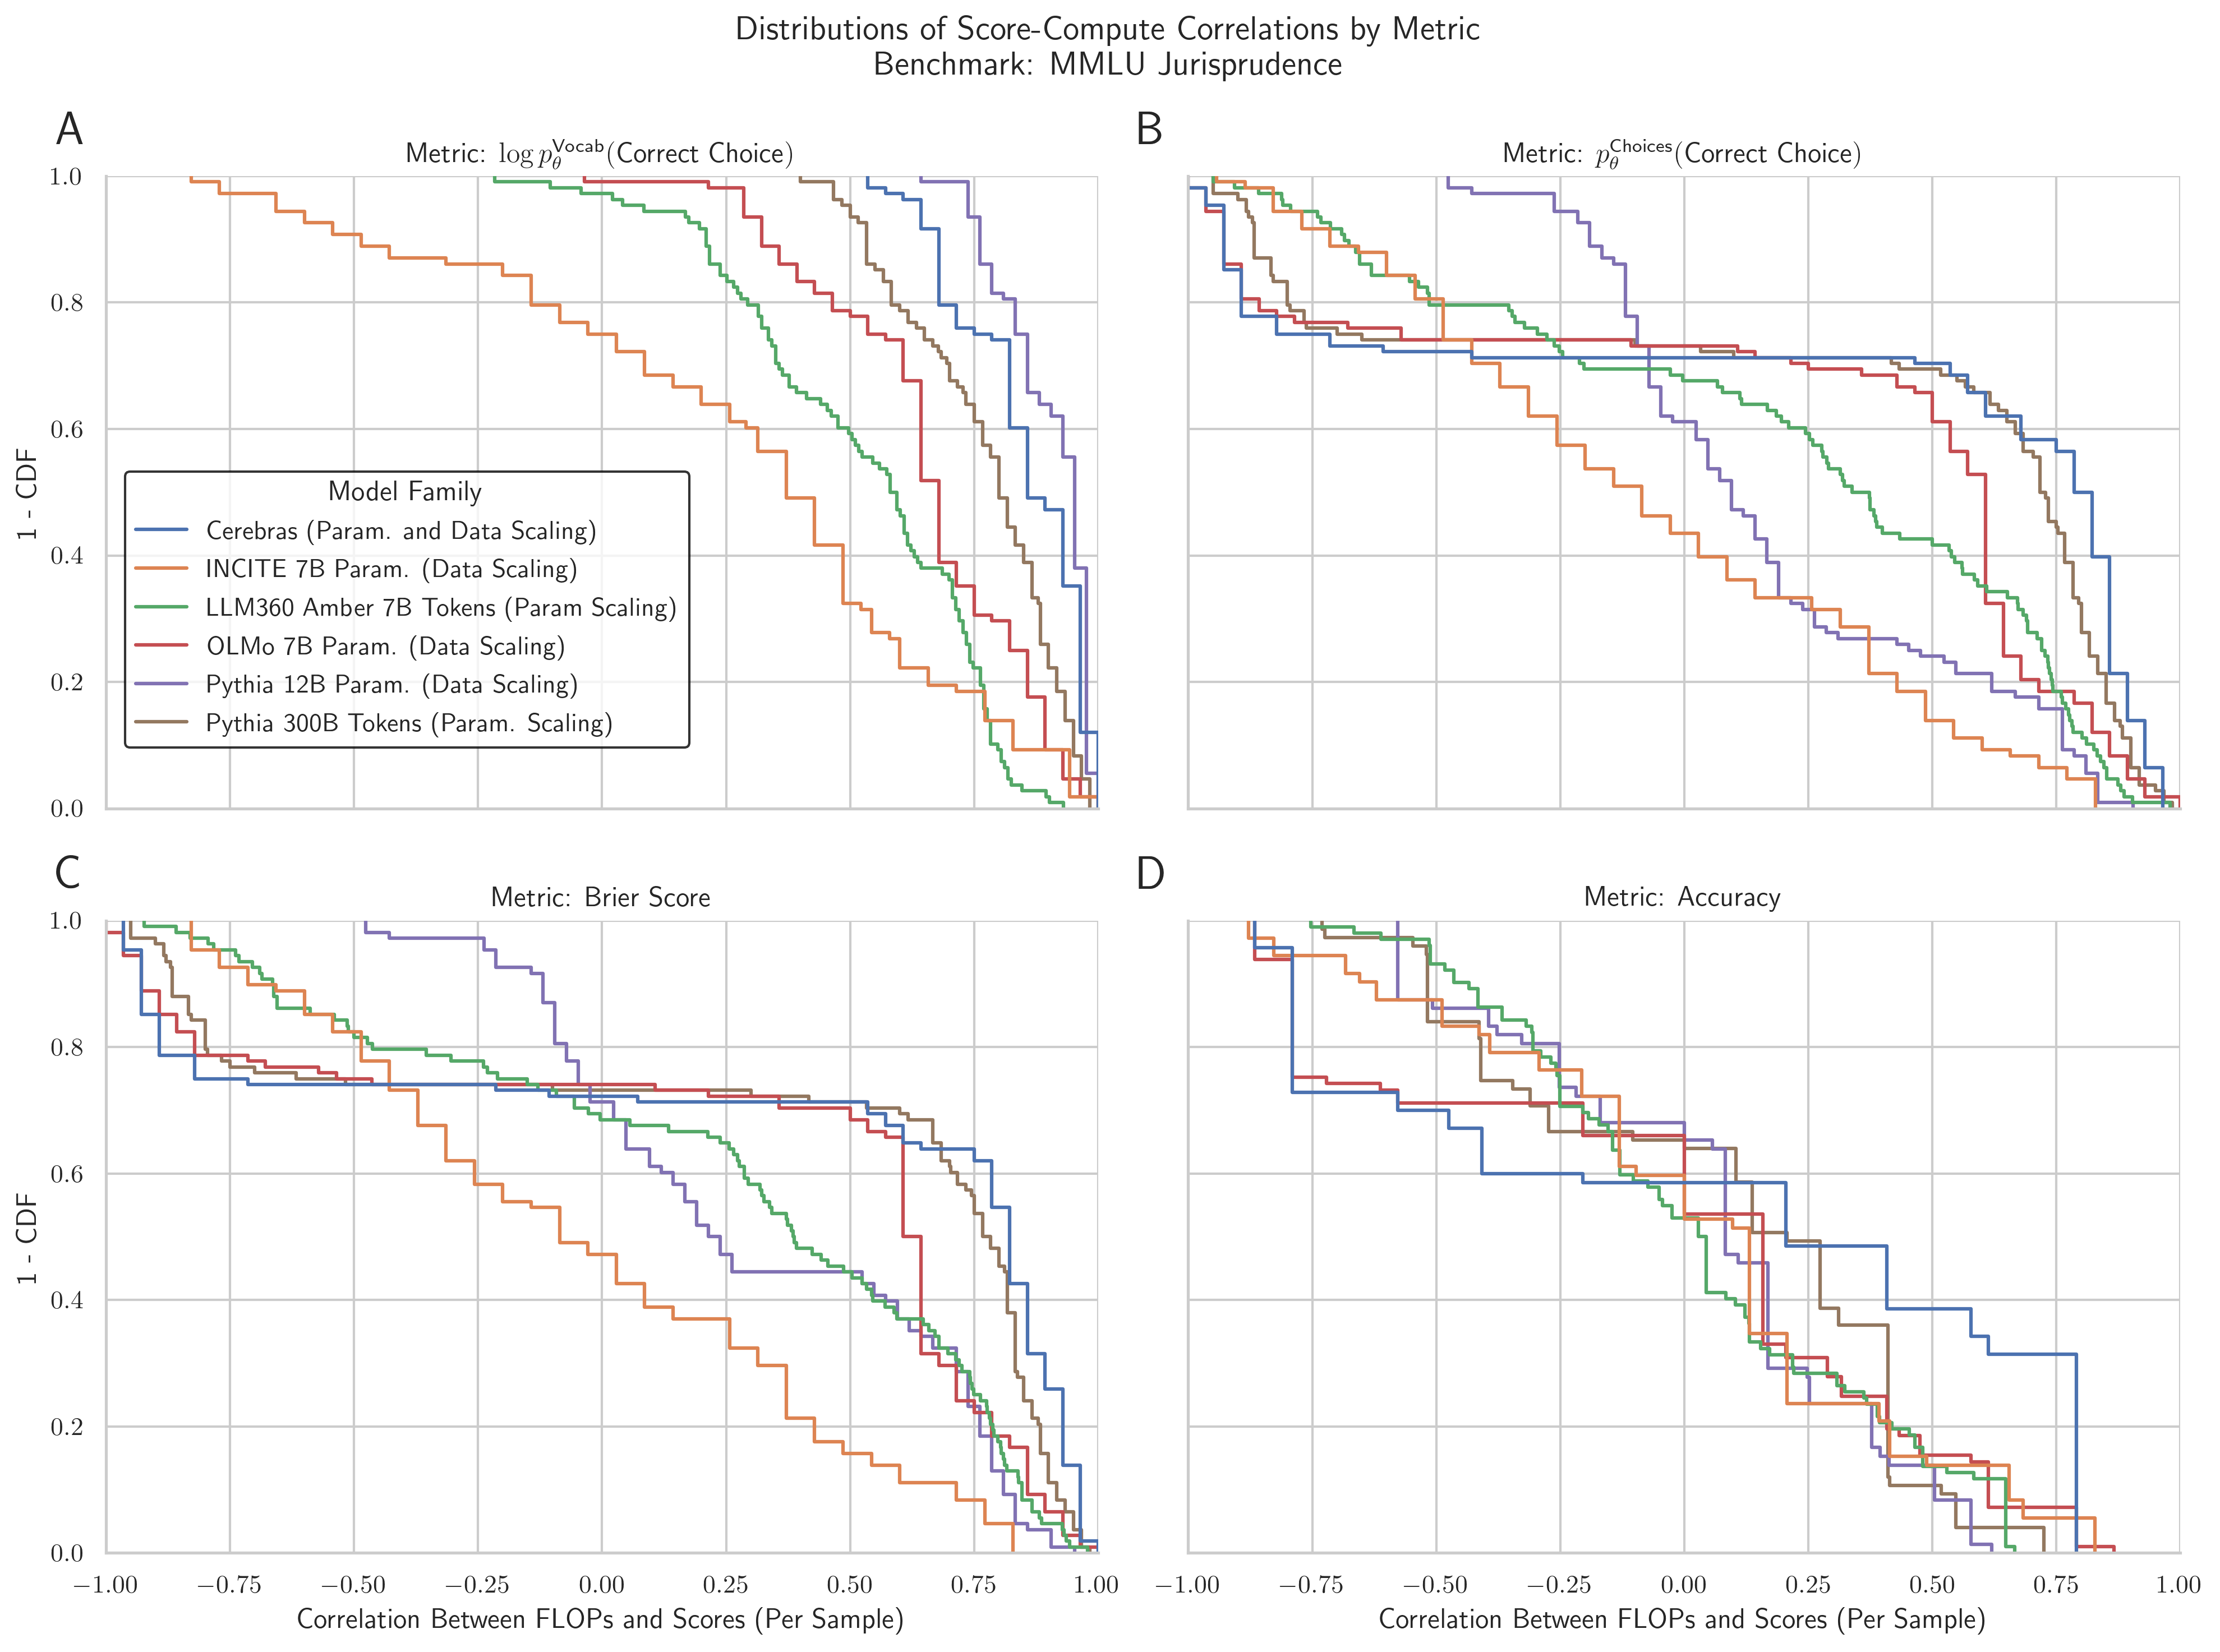 Distributions of Score-Compute Correlations by Metric
Benchmark: MMLU Jurisprudence
A
Metric: log p_θ^Vocab(Correct Choice)
1.0
0.8
0.6
0.4
0.2
0.0
1 - CDF
Model Family
Cerebras (Param. and Data Scaling)
INCITE 7B Param. (Data Scaling)
LLM360 Amber 7B Tokens (Param Scaling)
OLMo 7B Param. (Data Scaling)
Pythia 12B Param. (Data Scaling)
Pythia 300B Tokens (Param. Scaling)
B
Metric: p_θ^Choices(Correct Choice)
C
Metric: Brier Score
1.0
0.8
0.6
0.4
0.2
0.0
1 - CDF
−1.00 −0.75 −0.50 −0.25 0.00 0.25 0.50 0.75 1.00
Correlation Between FLOPs and Scores (Per Sample)
D
Metric: Accuracy
−1.00 −0.75 −0.50 −0.25 0.00 0.25 0.50 0.75 1.00
Correlation Between FLOPs and Scores (Per Sample)